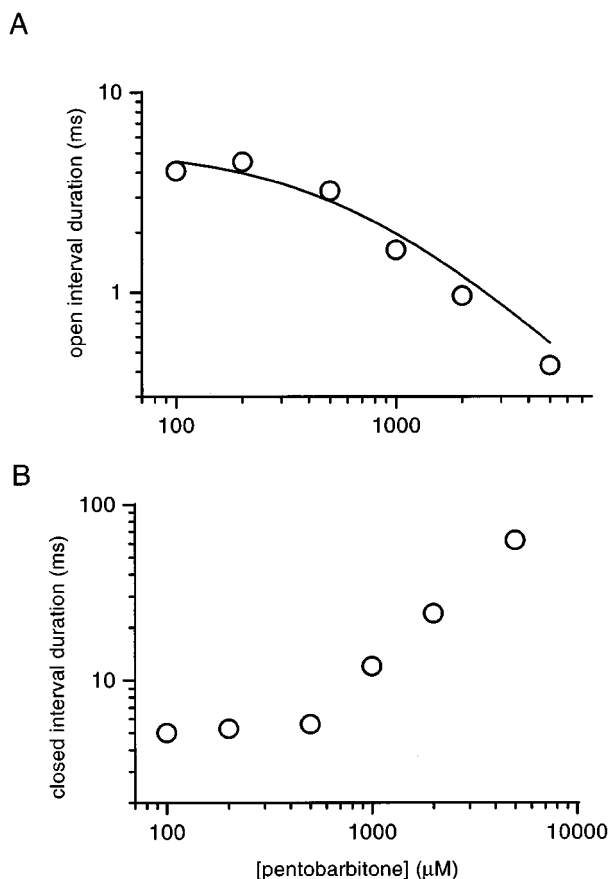 A
10
open interval duration (ms)
1
100
1000
B
100
closed interval duration (ms)
10
100
1000
10000
[pentobarbitone] (µM)